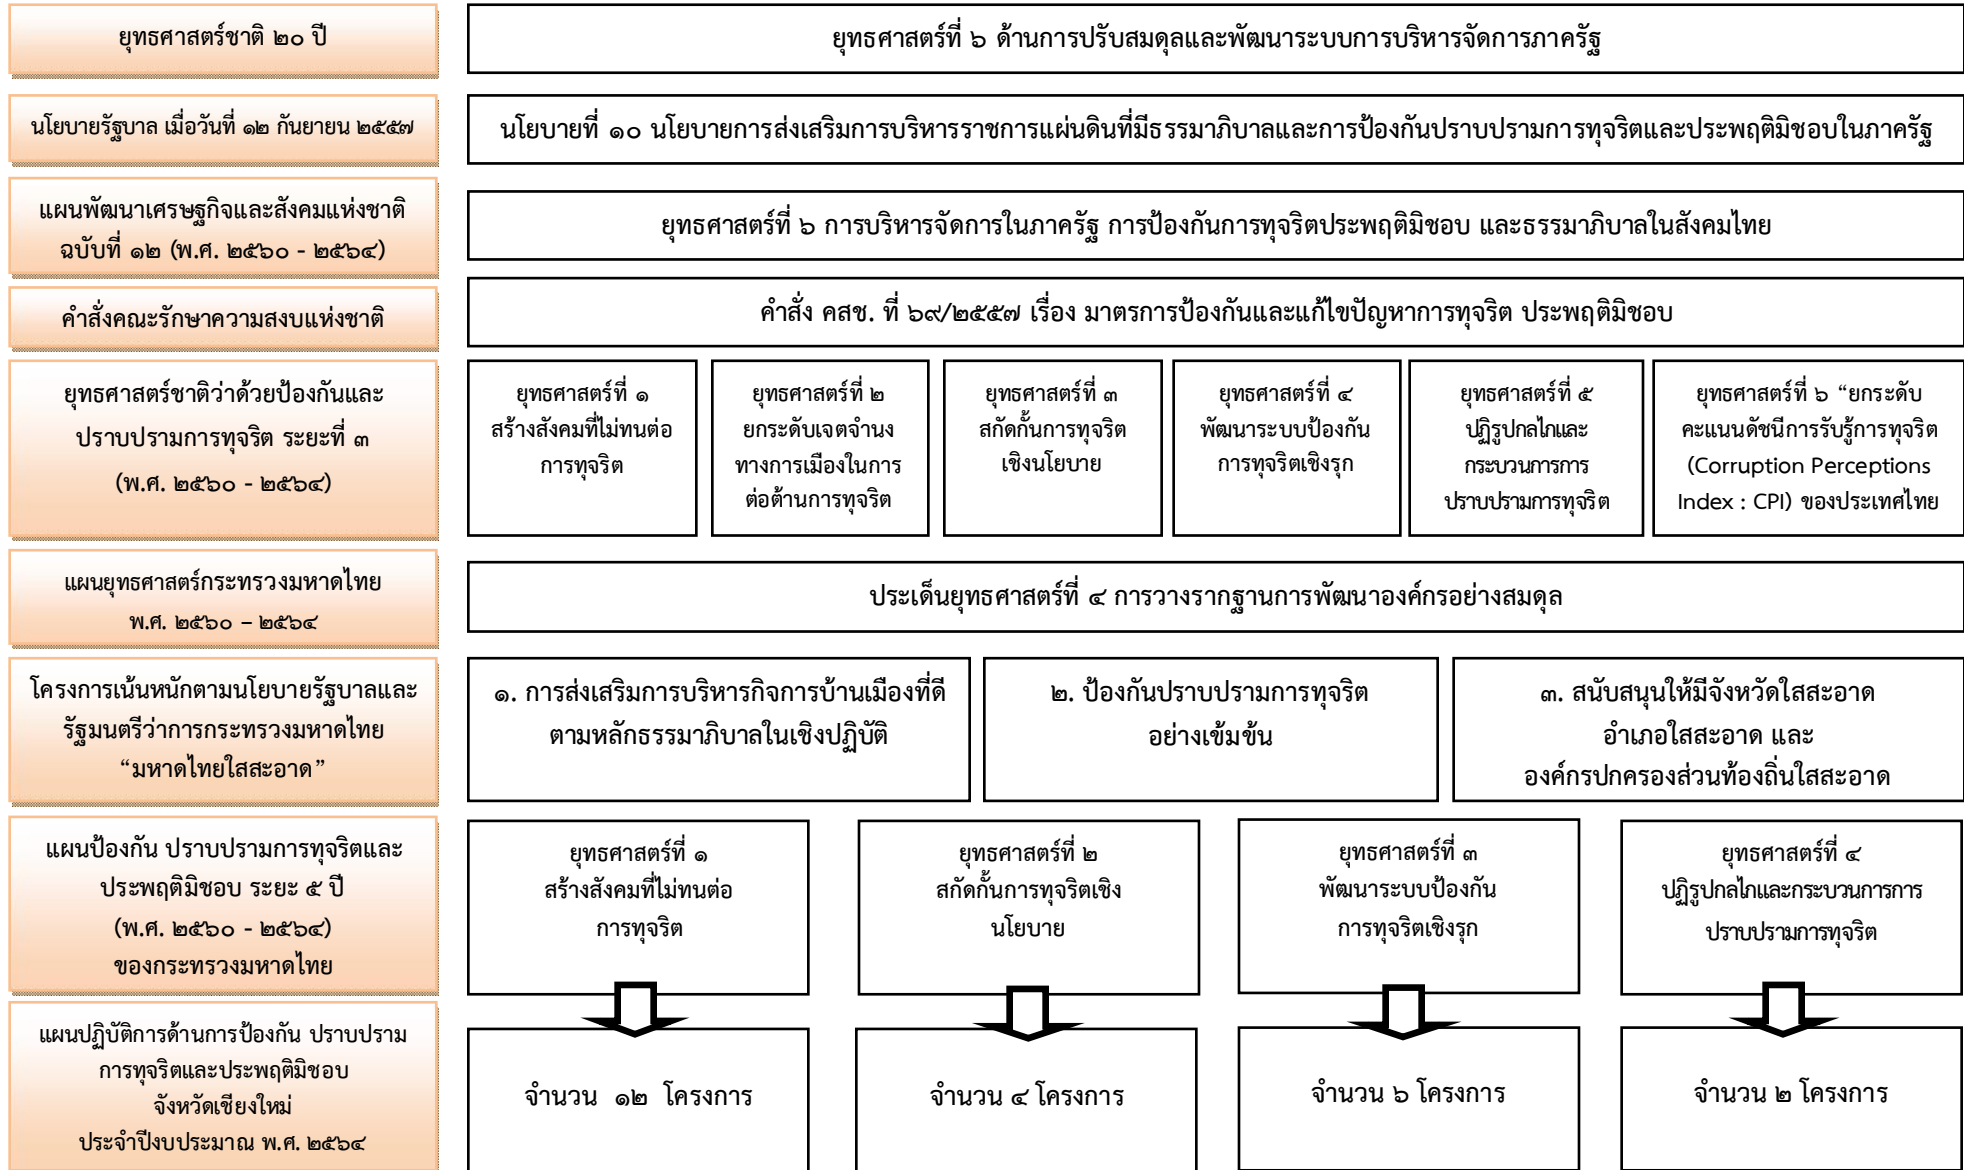 ยุทธศาสตร์ชาติ ๒๐ ปี
ยุทธศาสตร์ที่ ๖ ด้านการปรับสมดุลและพัฒนาระบบการบริหารจัดการภาครัฐ
นโยบายรัฐบาล เมื่อวันที่ ๑๒ กันยายน ๒๕๕๗
นโยบายที่ ๑๐ นโยบายการส่งเสริมการบริหารราชการแผ่นดินที่มีธรรมาภิบาลและการป้องกันปราบปรามการทุจริตและประพฤติมิชอบในภาครัฐ
แผนพัฒนาเศรษฐกิจและสังคมแห่งชาติ
ฉบับที่ ๑๒ (พ.ศ. ๒๕๖๐ - ๒๕๖๔)
ยุทธศาสตร์ที่ ๖ การบริหารจัดการในภาครัฐ การป้องกันการทุจริตประพฤติมิชอบ และธรรมาภิบาลในสังคมไทย
คำสั่งคณะรักษาความสงบแห่งชาติ
คำสั่ง คสช. ที่ ๖๙/๒๕๕๗ เรื่อง มาตรการป้องกันและแก้ไขปัญหาการทุจริต ประพฤติมิชอบ
ยุทธศาสตร์ชาติว่าด้วยป้องกันและ
ปราบปรามการทุจริต ระยะที่ ๓
(พ.ศ. ๒๕๖๐ - ๒๕๖๔)
ยุทธศาสตร์ที่ ๑
สร้างสังคมที่ไม่ทนต่อ
การทุจริต
ยุทธศาสตร์ที่ ๒
ยกระดับเจตจำนง
ทางการเมืองในการ
ต่อต้านการทุจริต
ยุทธศาสตร์ที่ ๓
สกัดกั้นการทุจริต
เชิงนโยบาย
ยุทธศาสตร์ที่ ๔
พัฒนาระบบป้องกัน
การทุจริตเชิงรุก
ยุทธศาสตร์ที่ ๕
ปฏิรูปกลไกและ
กระบวนการการ
ปราบปรามการทุจริต
ยุทธศาสตร์ที่ ๖ “ยกระดับ
คะแนนดัชนีการรับรู้การทุจริต
(Corruption Perceptions
Index : CPI) ของประเทศไทย
แผนยุทธศาสตร์กระทรวงมหาดไทย
พ.ศ. ๒๕๖๐ – ๒๕๖๔
ประเด็นยุทธศาสตร์ที่ ๔ การวางรากฐานการพัฒนาองค์กรอย่างสมดุล
โครงการเน้นหนักตามนโยบายรัฐบาลและ
รัฐมนตรีว่าการกระทรวงมหาดไทย
“มหาดไทยใสสะอาด”
๑. การส่งเสริมการบริหารกิจการบ้านเมืองที่ดี
ตามหลักธรรมาภิบาลในเชิงปฏิบัติ
๒. ป้องกันปราบปรามการทุจริต
อย่างเข้มข้น
๓. สนับสนุนให้มีจังหวัดใสสะอาด
อำเภอใสสะอาด และ
องค์กรปกครองส่วนท้องถิ่นใสสะอาด
แผนป้องกัน ปราบปรามการทุจริตและ
ประพฤติมิชอบ ระยะ ๕ ปี
(พ.ศ. ๒๕๖๐ - ๒๕๖๔)
ของกระทรวงมหาดไทย
ยุทธศาสตร์ที่ ๑
สร้างสังคมที่ไม่ทนต่อ
การทุจริต
ยุทธศาสตร์ที่ ๒
สกัดกั้นการทุจริตเชิง
นโยบาย
ยุทธศาสตร์ที่ ๓
พัฒนาระบบป้องกัน
การทุจริตเชิงรุก
ยุทธศาสตร์ที่ ๔
ปฏิรูปกลไกและกระบวนการการ
ปราบปรามการทุจริต
แผนปฏิบัติการด้านการป้องกัน ปราบปราม
การทุจริตและประพฤติมิชอบ
จังหวัดเชียงใหม่
ประจำปีงบประมาณ พ.ศ. ๒๕๖๔
จำนวน ๑๒ โครงการ
จำนวน ๔ โครงการ
จำนวน ๖ โครงการ
จำนวน ๒ โครงการ